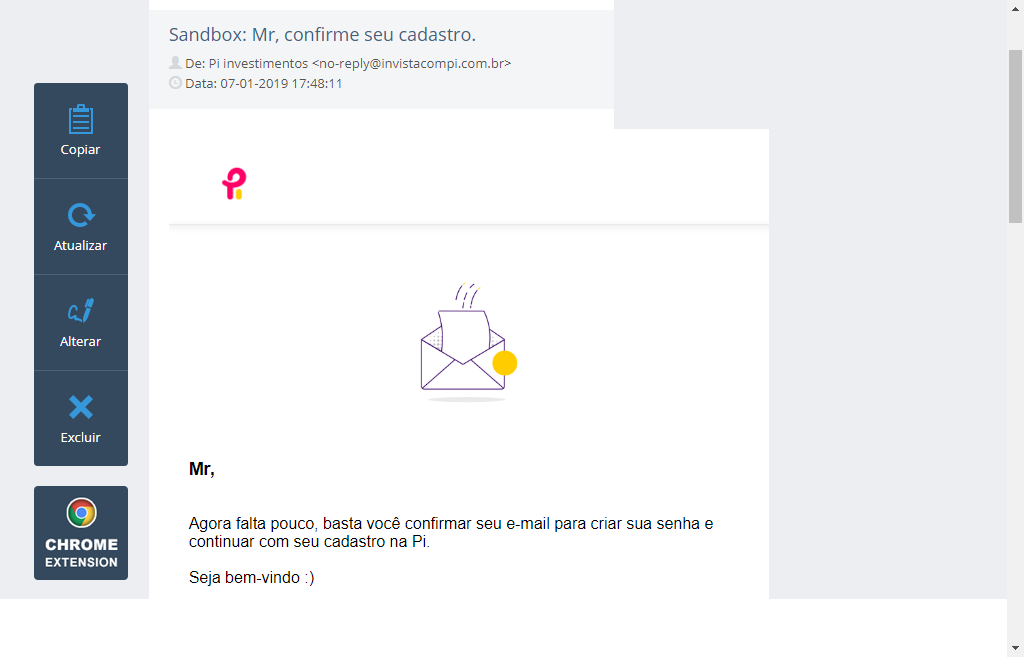 Sandbox: Mr, confirme seu cadastro.
De: Pi investimentos <no-reply@invistacompi.com.br>
Data: 07-01-2019 17:48:11
Copiar
Atualizar
Alterar
Excluir
CHROME
EXTENSION
Pi
Mr,
Agora falta pouco, basta você confirmar seu e-mail para criar sua senha e
continuar com seu cadastro na Pi.
Seja bem-vindo :)